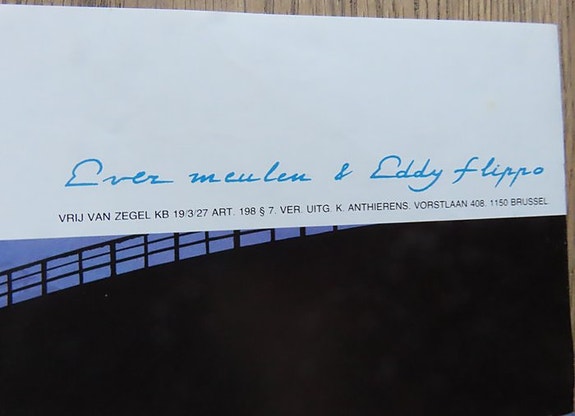 Ever meulen & Eddy flippo
VRIJ VAN ZEGEL KB 19/3/27 ART. 198 § 7. VER. UITG. K. ANTHIERENS. VORSTLAAN 408. 1150 BRUSSEL